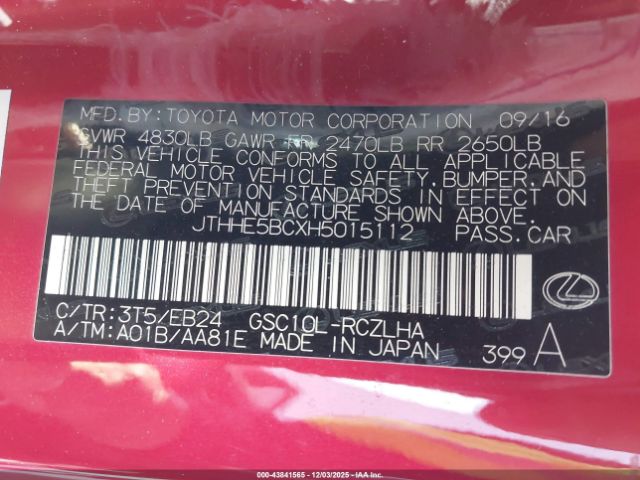 MFD. BY: TOYOTA MOTOR CORPORATION 09/16
GVWR 4830LB GAWR FR 2470LB RR 2650LB
THIS VEHICLE CONFORMS TO ALL APPLICABLE
FEDERAL MOTOR VEHICLE SAFETY, BUMPER, AND
THEFT PREVENTION STANDARDS IN EFFECT ON
THE DATE OF MANUFACTURE SHOWN ABOVE.
JTHHE5BCXH5015112 PASS.CAR
C/TR: 3T5/EB24 GSC10L-RCZLHA
A/TM: A01B/AA81E MADE IN JAPAN 399 A
00-43841565 - 12/03/2025 - IAA Inc.